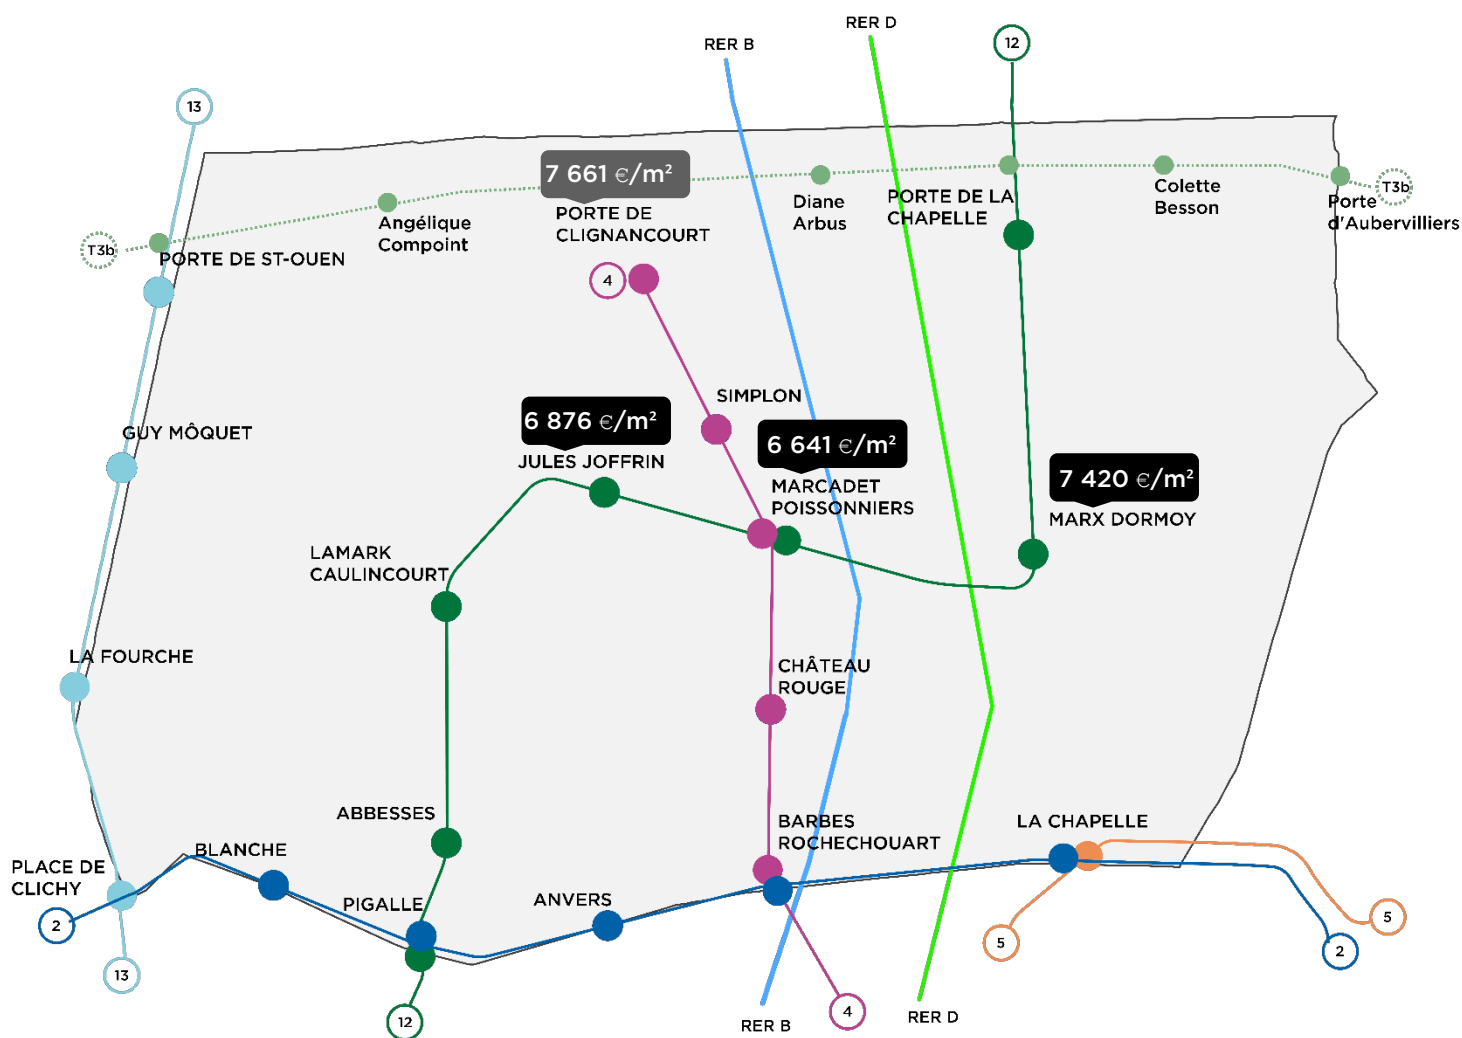 RER D
RER B
12
13
7 661 €/m²
PORTE DE
CLIGNANCOURT
Angélique
Compoint
Diane
Arbus
PORTE DE LA
CHAPELLE
Colette
Besson
T3b
Porte
d'Aubervilliers
T3b
PORTE DE ST-OUEN
4
SIMPLON
6 876 €/m²
JULES JOFFRIN
6 641 €/m²
MARCADET
POISSONNIERS
7 420 €/m²
MARX DORMOY
GUY MÔQUET
LAMARK
CAULINCOURT
LA FOURCHE
CHÂTEAU
ROUGE
ABBESSES
BARBES
ROCHECHOUART
LA CHAPELLE
BLANCHE
PLACE DE
CLICHY
PIGALLE
ANVERS
2
5
5
2
13
12
RER B
4
RER D